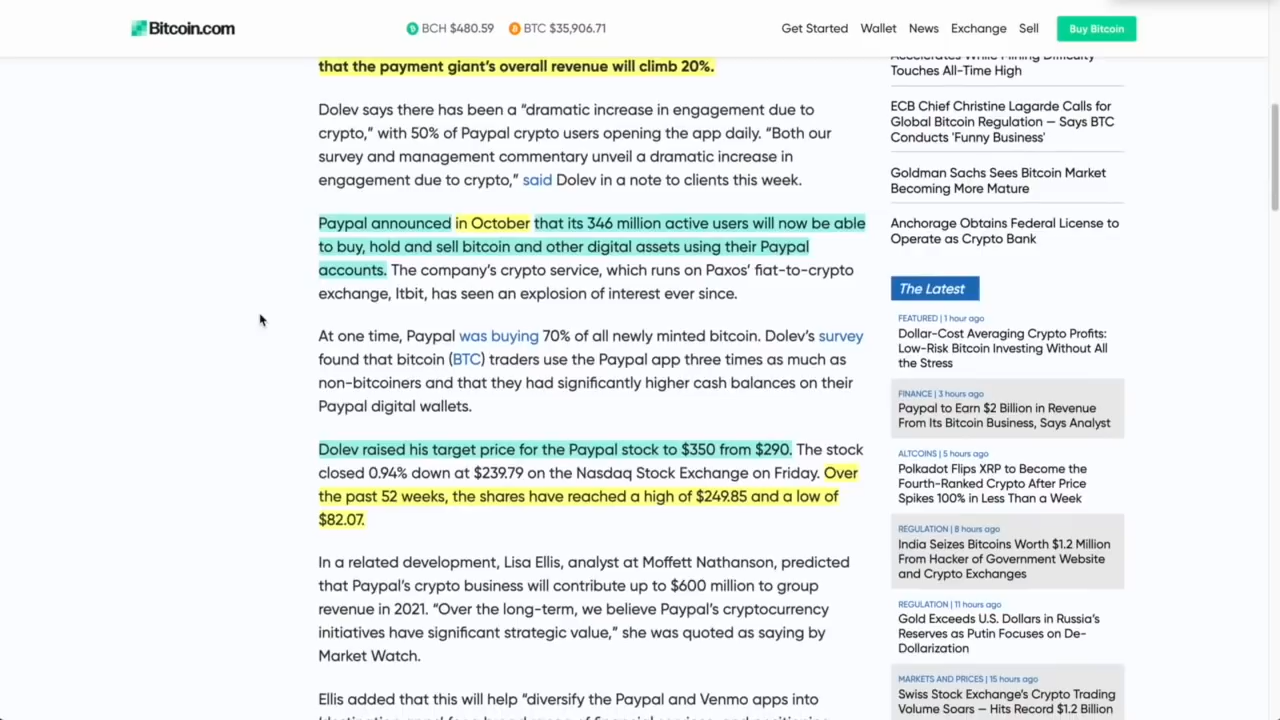 Bitcoin.com
BCH $480.59 BTC $35,906.71
Get Started Wallet News Exchange Sell Buy Bitcoin
that the payment giant's overall revenue will climb 20%.
Dolev says there has been a “dramatic increase in engagement due to
crypto,” with 50% of Paypal crypto users opening the app daily. “Both our
survey and management commentary unveil a dramatic increase in
engagement due to crypto,” said Dolev in a note to clients this week.
Paypal announced in October that its 346 million active users will now be able
to buy, hold and sell bitcoin and other digital assets using their Paypal
accounts. The company's crypto service, which runs on Paxos' fiat-to-crypto
exchange, Itbit, has seen an explosion of interest ever since.
At one time, Paypal was buying 70% of all newly minted bitcoin. Dolev's survey
found that bitcoin (BTC) traders use the Paypal app three times as much as
non-bitcoiners and that they had significantly higher cash balances on their
Paypal digital wallets.
Dolev raised his target price for the Paypal stock to $350 from $290. The stock
closed 0.94% down at $239.79 on the Nasdaq Stock Exchange on Friday. Over
the past 52 weeks, the shares have reached a high of $249.85 and a low of
$82.07.
In a related development, Lisa Ellis, analyst at Moffett Nathanson, predicted
that Paypal's crypto business will contribute up to $600 million to group
revenue in 2021. “Over the long-term, we believe Paypal's cryptocurrency
initiatives have significant strategic value,” she was quoted as saying by
Market Watch.
Ellis added that this will help “diversify the Paypal and Venmo apps into
Accelerates While Mining Difficulty
Touches All-Time High
ECB Chief Christine Lagarde Calls for
Global Bitcoin Regulation — Says BTC
Conducts 'Funny Business'
Goldman Sachs Sees Bitcoin Market
Becoming More Mature
Anchorage Obtains Federal License to
Operate as Crypto Bank
The Latest
FEATURED | 1 hour ago
Dollar-Cost Averaging Crypto Profits:
Low-Risk Bitcoin Investing Without All
the Stress
FINANCE | 3 hours ago
Paypal to Earn $2 Billion in Revenue
From Its Bitcoin Business, Says Analyst
ALTCOINS | 5 hours ago
Polkadot Flips XRP to Become the
Fourth-Ranked Crypto After Price
Spikes 100% in Less Than a Week
REGULATION | 8 hours ago
India Seizes Bitcoins Worth $1.2 Million
From Hacker of Government Website
and Crypto Exchanges
REGULATION | 11 hours ago
Gold Exceeds U.S. Dollars in Russia's
Reserves as Putin Focuses on De-
Dollarization
MARKETS AND PRICES | 15 hours ago
Swiss Stock Exchange's Crypto Trading
Volume Soars — Hits Record $1.2 Billion